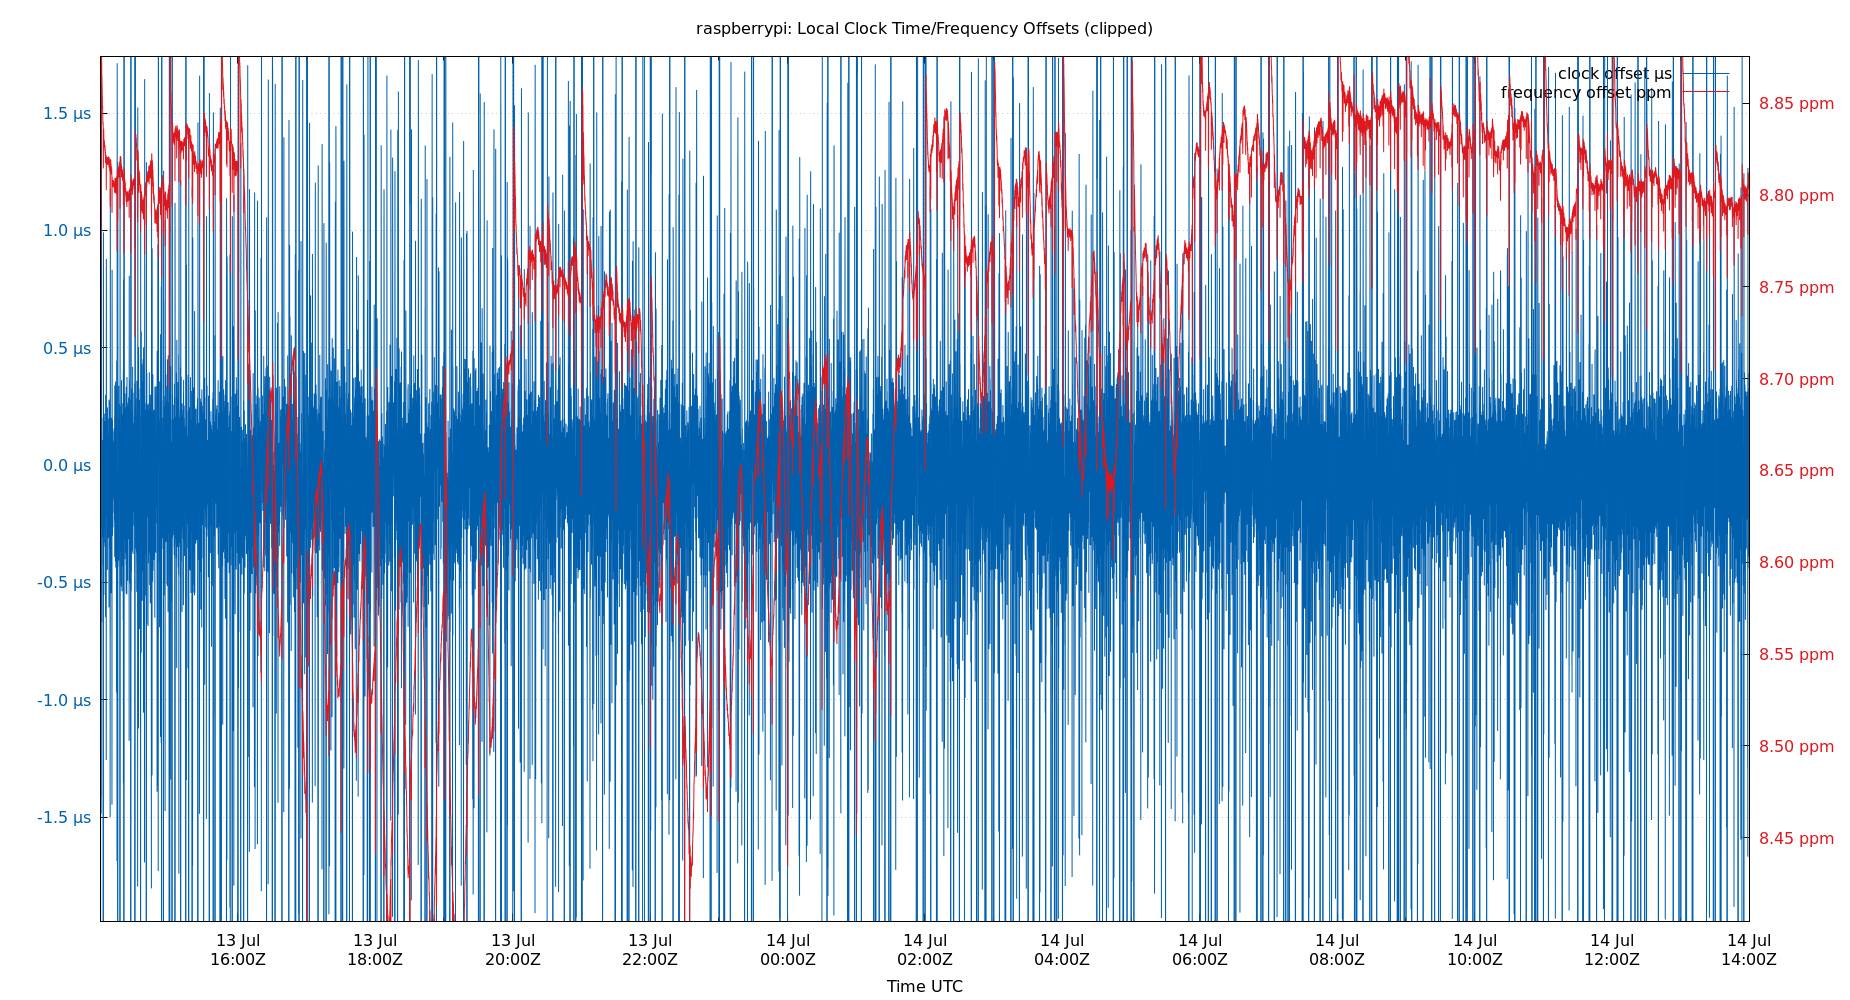 raspberrypi: Local Clock Time/Frequency Offsets (clipped)
clock offset µs
frequency offset ppm
1.5 µs
1.0 µs
0.5 µs
0.0 µs
-0.5 µs
-1.0 µs
-1.5 µs
8.85 ppm
8.80 ppm
8.75 ppm
8.70 ppm
8.65 ppm
8.60 ppm
8.55 ppm
8.50 ppm
8.45 ppm
13 Jul 13 Jul 13 Jul 13 Jul 14 Jul 14 Jul 14 Jul 14 Jul 14 Jul 14 Jul 14 Jul 14 Jul
16:00Z 18:00Z 20:00Z 22:00Z 00:00Z 02:00Z 04:00Z 06:00Z 08:00Z 10:00Z 12:00Z 14:00Z
Time UTC